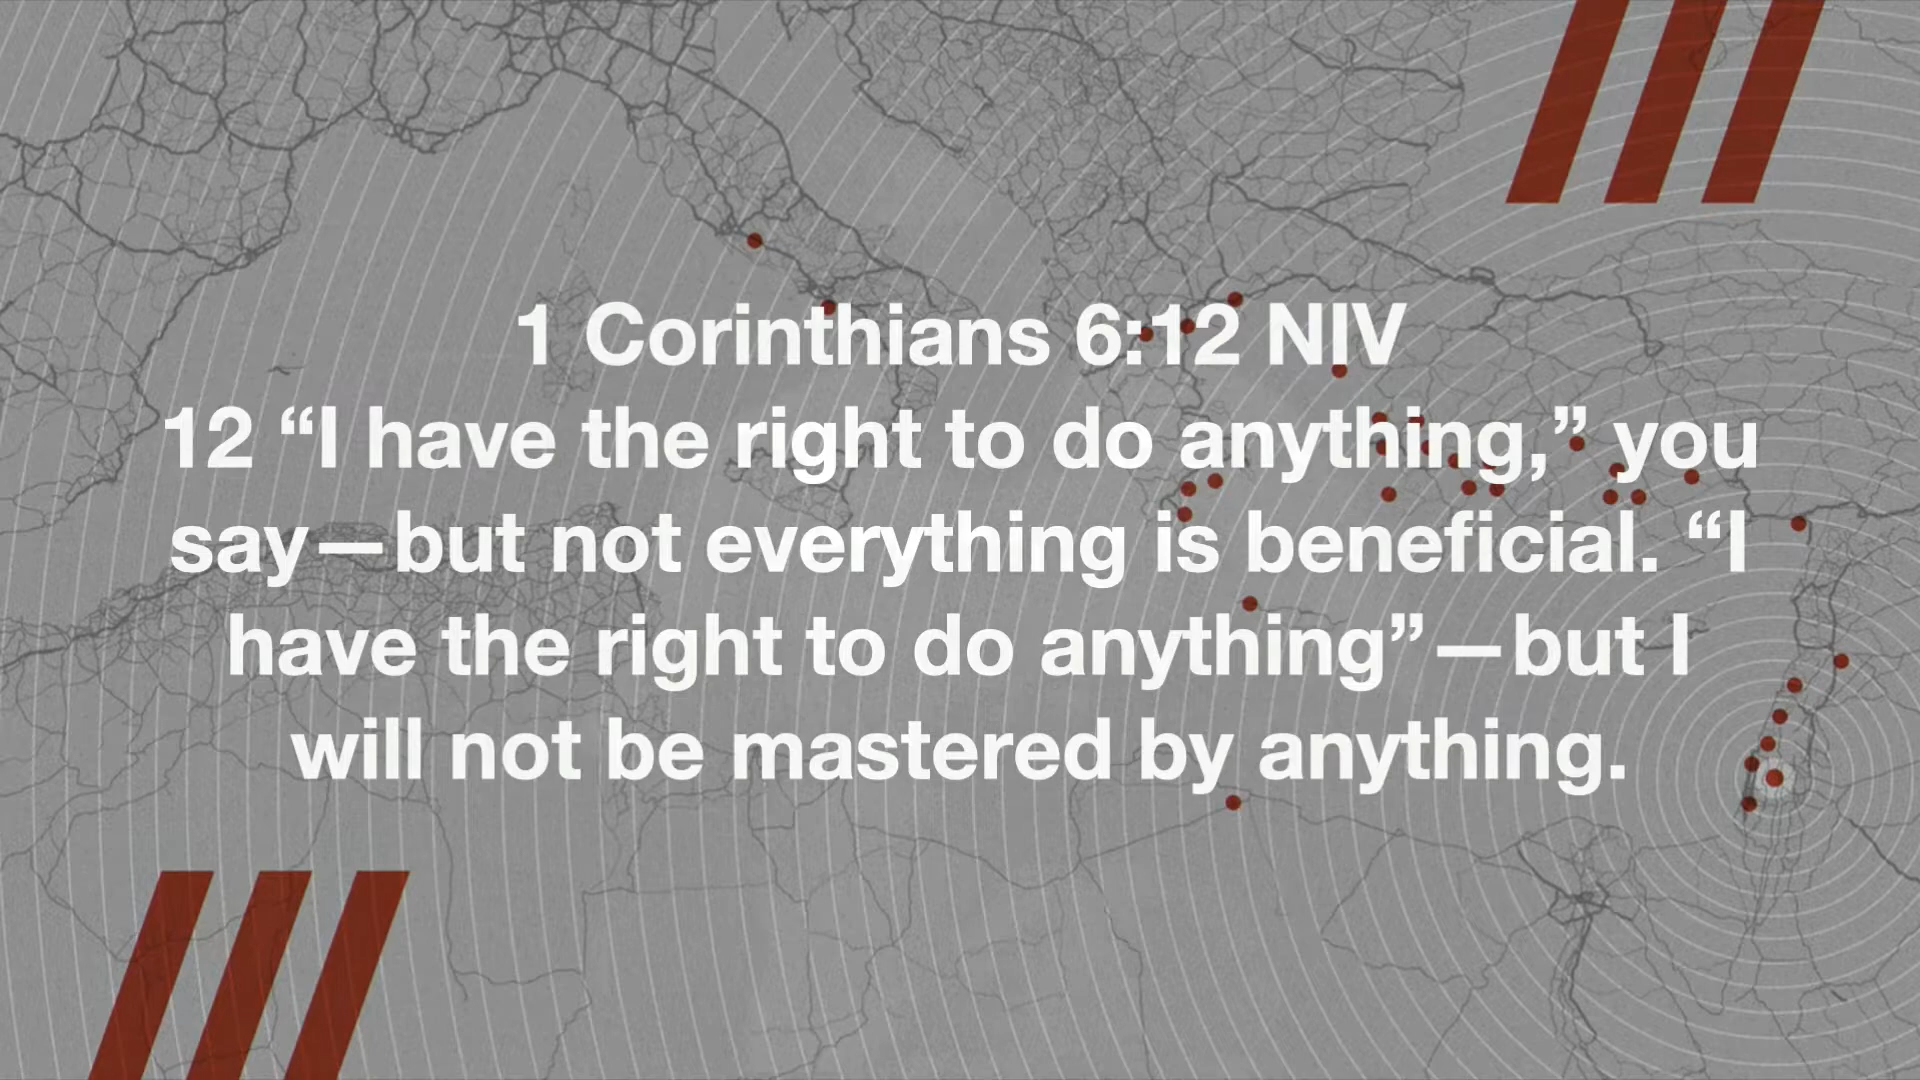 1 Corinthians 6:12 NIV
12 “I have the right to do anything,” you
say—but not everything is beneficial. “I
have the right to do anything”—but I
will not be mastered by anything.